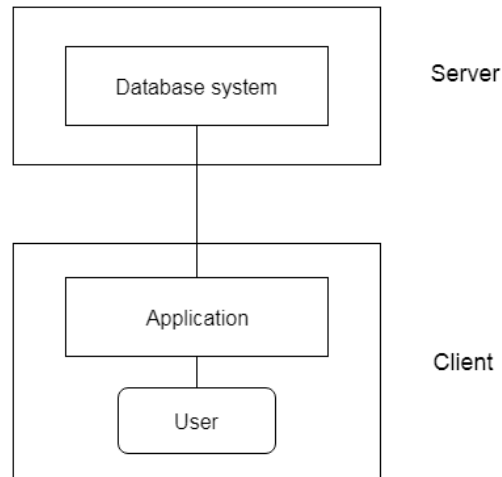 Database system
Server
Application
Client
User